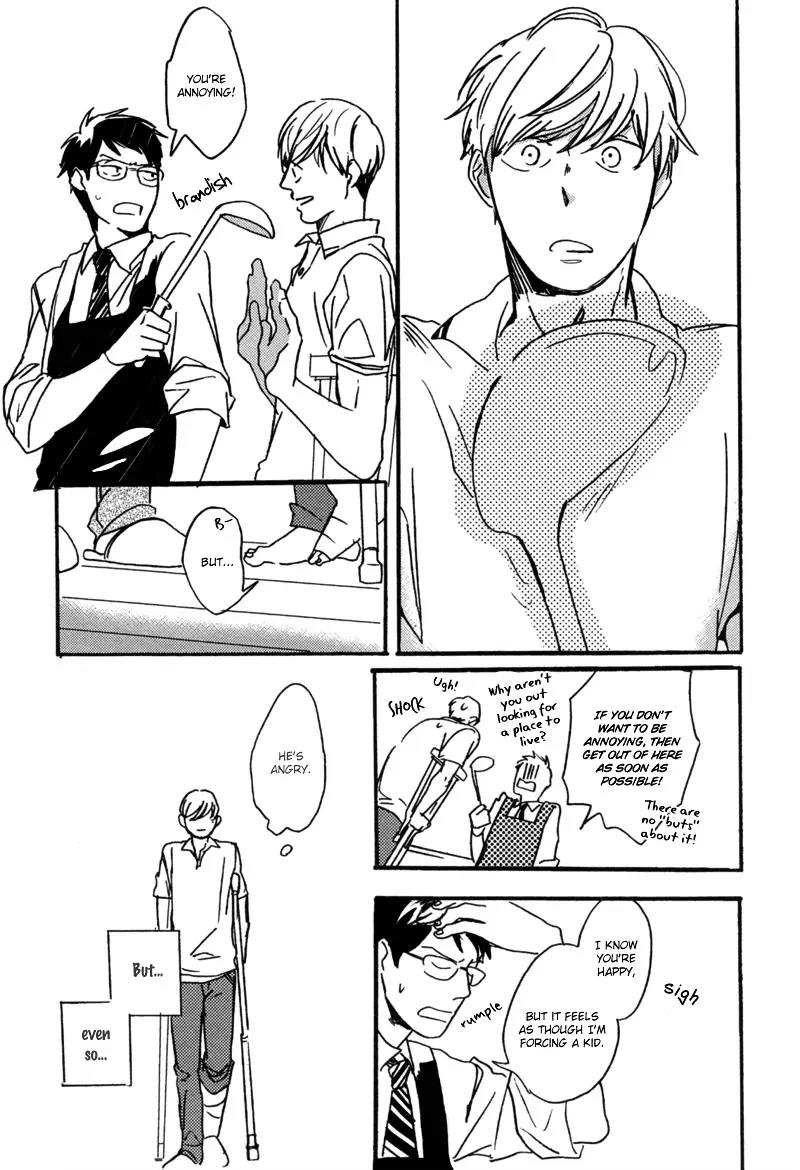 YOU'RE
ANNOYING!
brandish
B-
BUT...
IF YOU DON'T
WANT TO BE
ANNOYING, THEN
GET OUT OF HERE
AS SOON AS
POSSIBLE!
There are
no "buts"
about it!
Why aren't
you out
looking for
a place to
live?
Ugh!
SHOCK
I KNOW
YOU'RE
HAPPY,
BUT IT FEELS
AS THOUGH I'M
FORCING A KID.
sigh
rumple
HE'S
ANGRY.
But...
even
so...